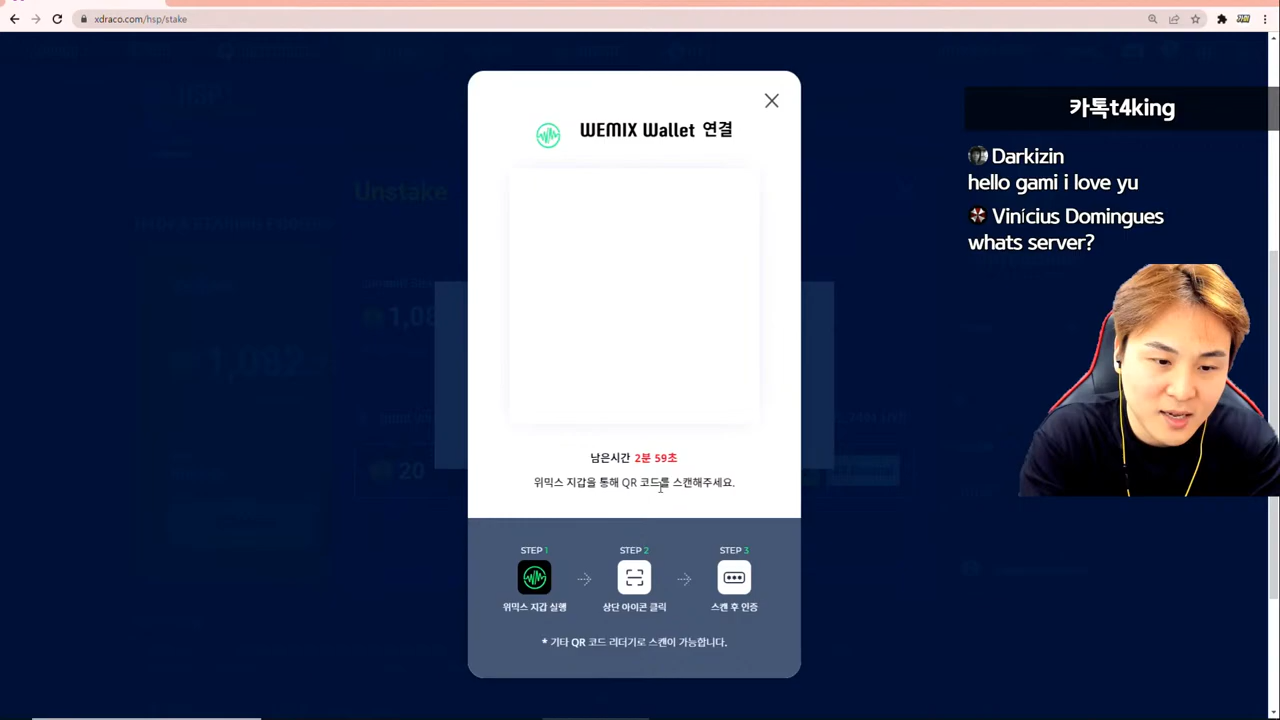 xdraco.com/hsp/stake
WEMIX Wallet 연결
Unstake
1,08
1,082
20
남은시간 2분 59초
위믹스 지갑을 통해 QR 코드를 스캔해주세요.
STEP 1
STEP 2
STEP 3
위믹스 지갑 실행
상단 아이콘 클릭
스캔 후 인증
* 기타 QR 코드 리더기로 스캔이 가능합니다.
카톡t4king
Darkizin
hello gami i love yu
Vinícius Domingues
whats server?